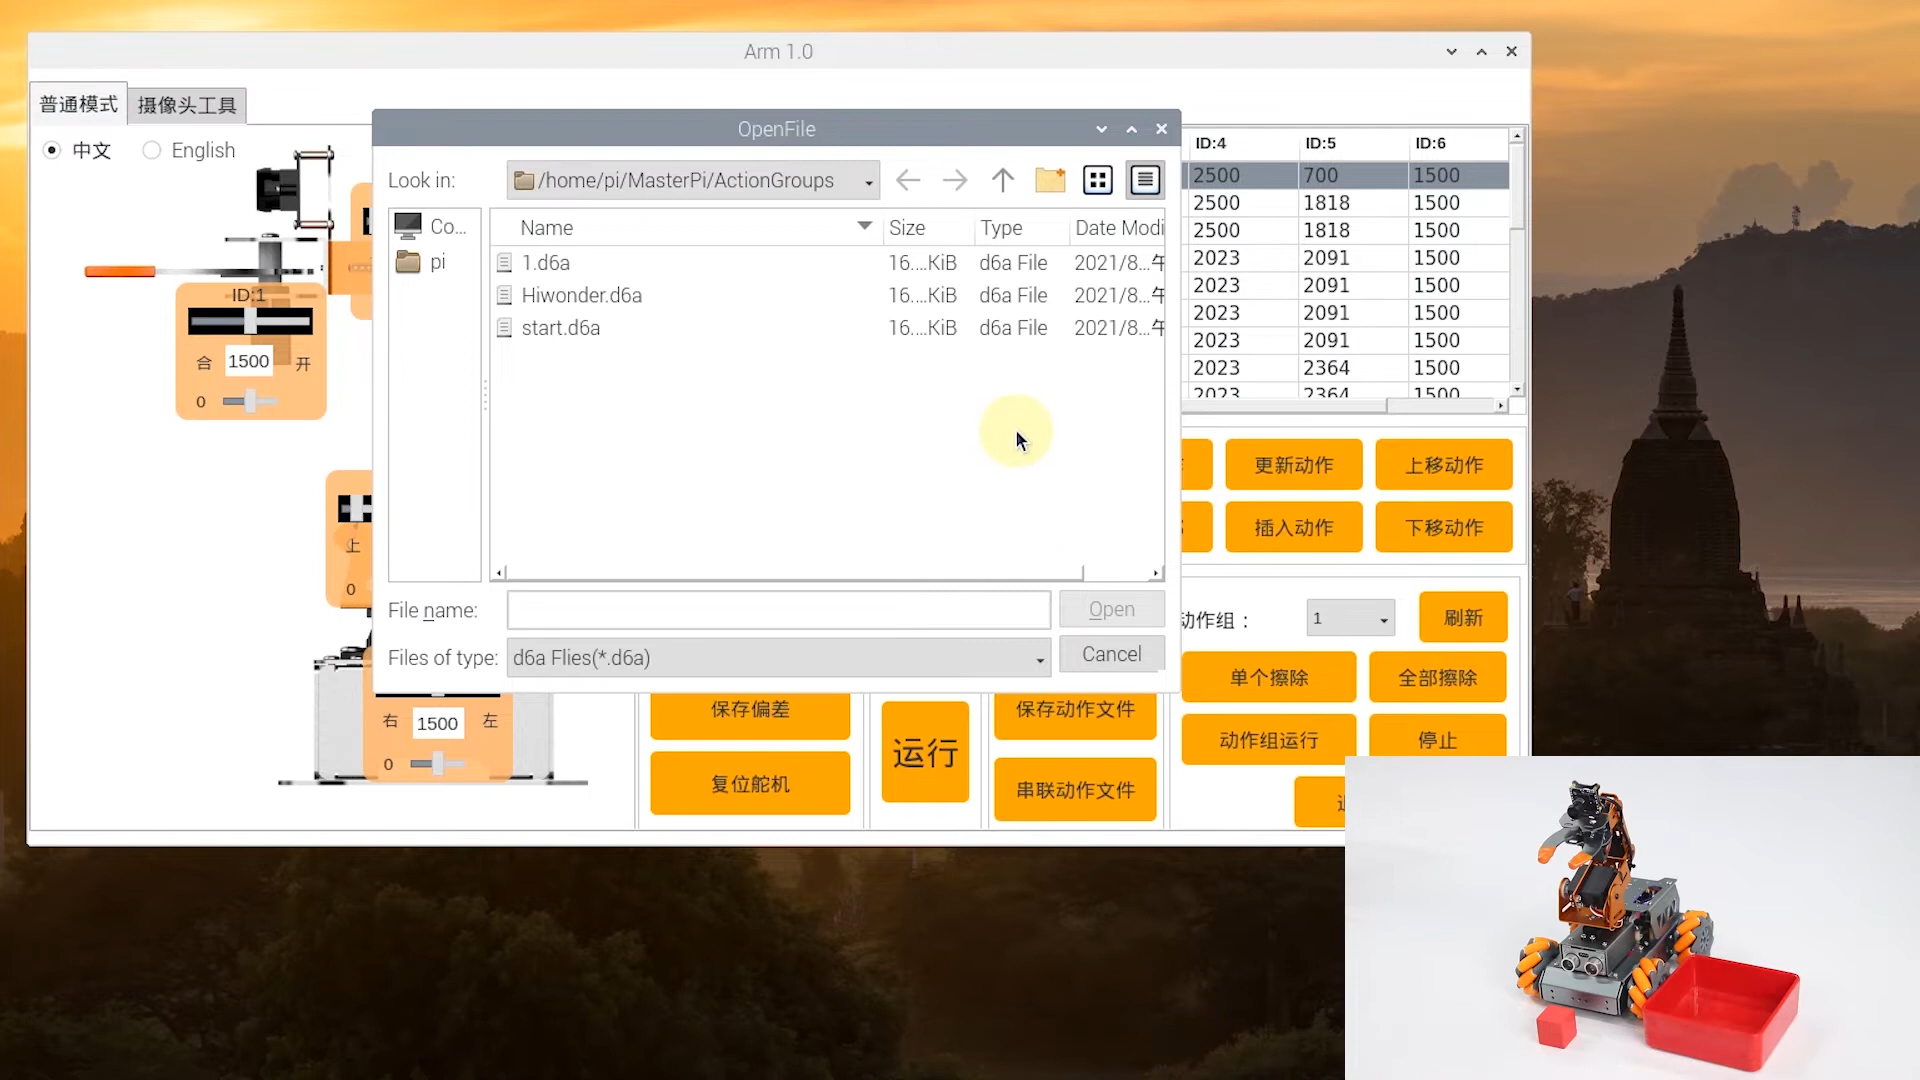 Arm 1.0
普通模式 摄像头工具
中文 English
OpenFile
Look in: /home/pi/MasterPi/ActionGroups
Co...
pi
Name Size Type Date Modi
1.d6a 16....KiB d6a File 2021/8...午
Hiwonder.d6a 16....KiB d6a File 2021/8...午
start.d6a 16....KiB d6a File 2021/8...午
File name: Open
Files of type: d6a Flies(*.d6a) Cancel
ID:4 ID:5 ID:6
2500 700 1500
2500 1818 1500
2500 1818 1500
2023 2091 1500
2023 2091 1500
2023 2091 1500
2023 2091 1500
2023 2364 1500
2023 2364 1500
ID:1
合 1500 开
0
上
0
右 1500 左
0
更新动作 上移动作
插入动作 下移动作
动作组： 1 刷新
单个擦除 全部擦除
动作组运行 停止
保存偏差 运行 保存动作文件
复位舵机 串联动作文件